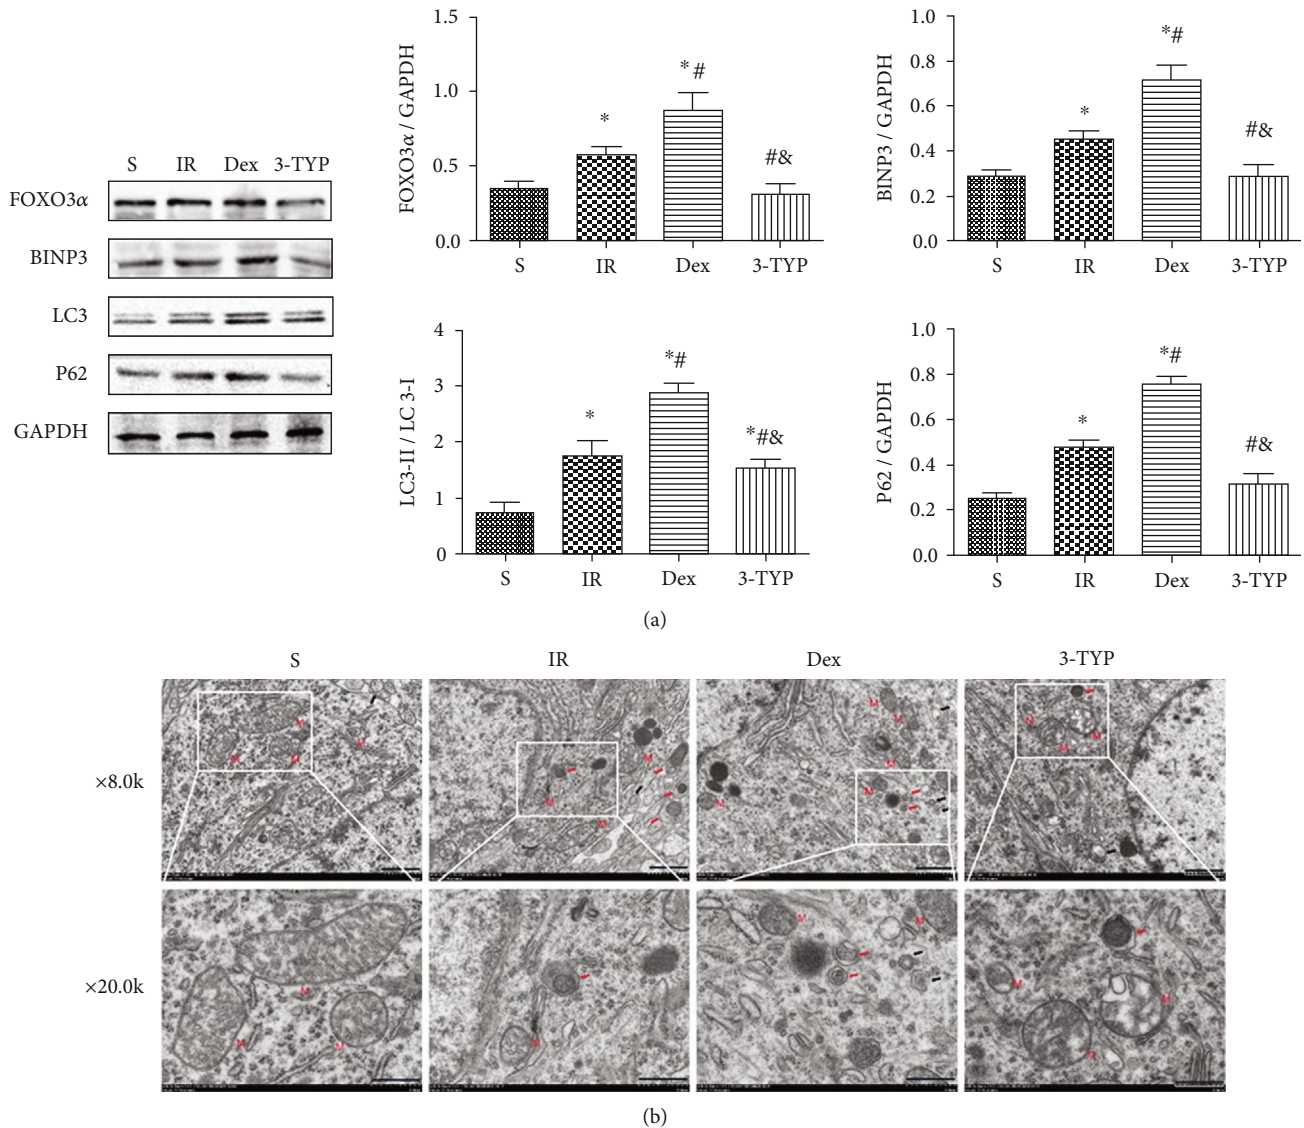 S IR Dex 3-TYP
FOXO3α
BINP3
LC3
P62
GAPDH
FOXO3α / GAPDH
1.5
1.0
0.5
0.0
*
*#
#&
S IR Dex 3-TYP
BINP3 / GAPDH
1.0
0.8
0.6
0.4
0.2
0.0
*
*#
#&
S IR Dex 3-TYP
LC3-II / LC 3-I
4
3
2
1
0
*
*#
*#&
S IR Dex 3-TYP
P62 / GAPDH
1.0
0.8
0.6
0.4
0.2
0.0
*
*#
#&
S IR Dex 3-TYP
(a)
S IR Dex 3-TYP
×8.0k
M M M M
M M M
M M M M M
M M M
×20.0k
M M M
M
M M
M M M
(b)